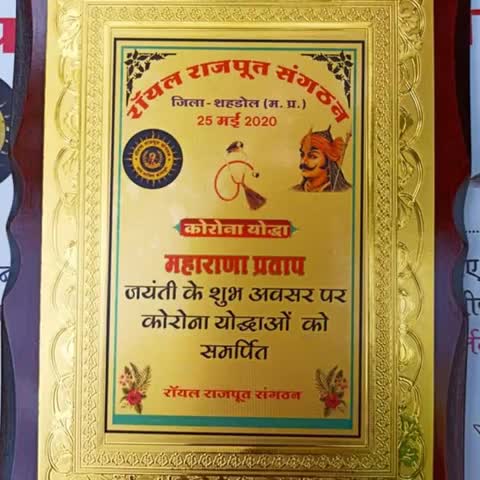 रॉयल राजपूत संगठन
जिला - शहडोल (म. प्र.)
25 मई 2020
कोरोना योद्धा
महाराणा प्रताप
जयंती के शुभ अवसर पर
कोरोना योद्धाओं को
समर्पित
रॉयल राजपूत संगठन